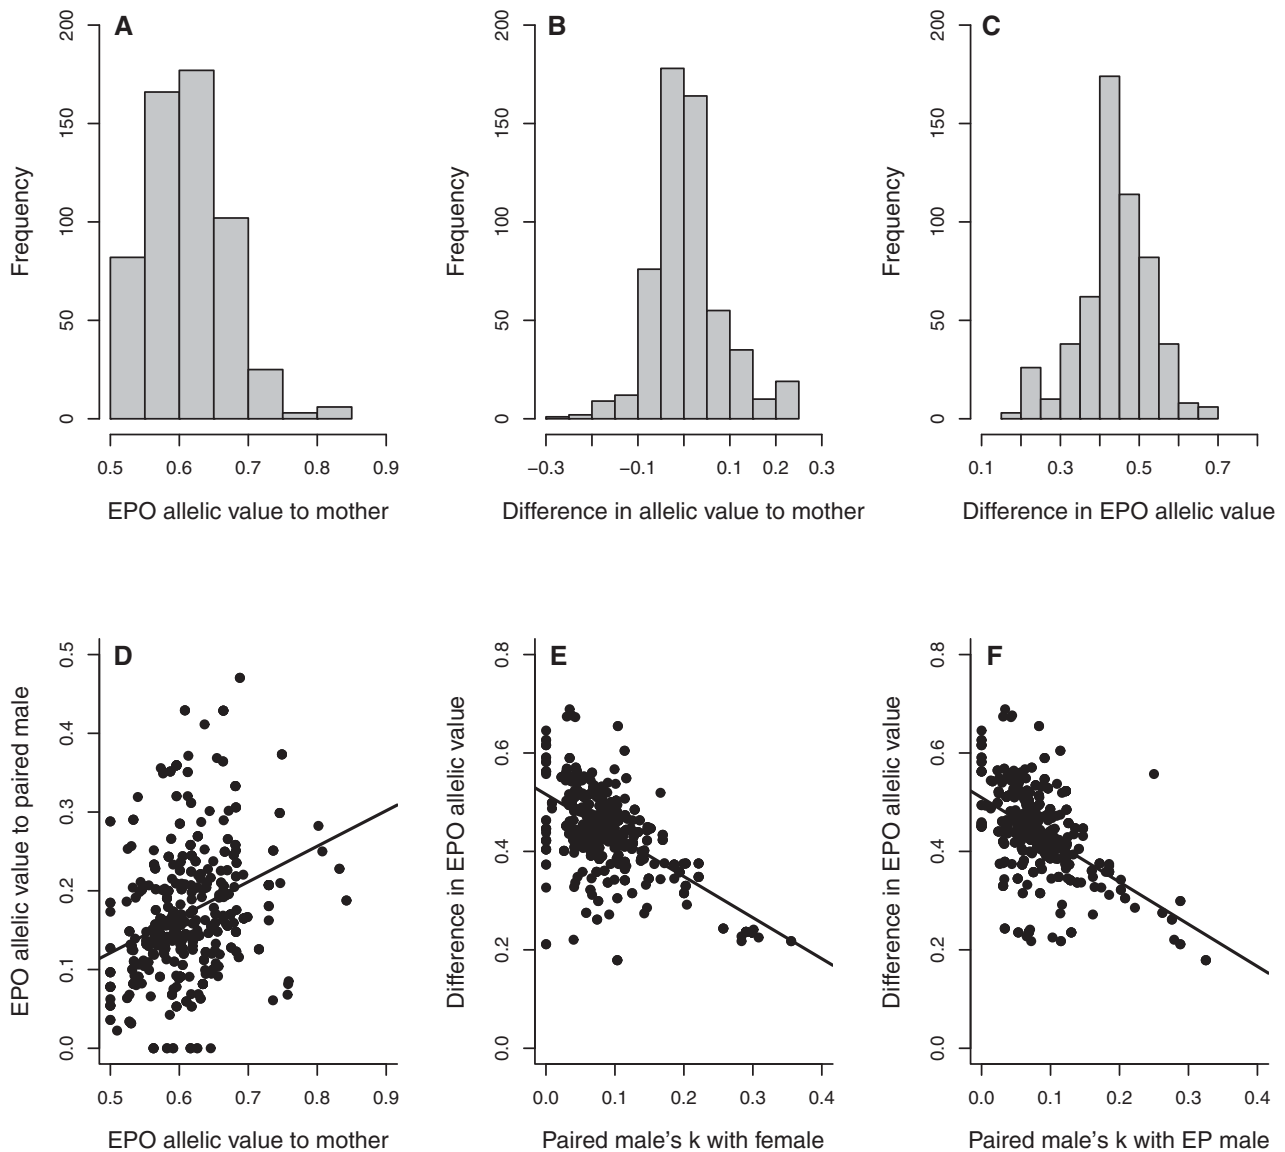 A
Frequency
0
50
100
150
200
0.5 0.6 0.7 0.8 0.9
EPO allelic value to mother
B
Frequency
0
50
100
150
200
−0.3 −0.1 0.1 0.2 0.3
Difference in allelic value to mother
C
Frequency
0
50
100
150
200
0.1 0.3 0.5 0.7
Difference in EPO allelic value
D
EPO allelic value to paired male
0.0
0.1
0.2
0.3
0.4
0.5
0.5 0.6 0.7 0.8 0.9
EPO allelic value to mother
E
Difference in EPO allelic value
0.0
0.2
0.4
0.6
0.8
0.0 0.1 0.2 0.3 0.4
Paired male's k with female
F
Difference in EPO allelic value
0.0
0.2
0.4
0.6
0.8
0.0 0.1 0.2 0.3 0.4
Paired male's k with EP male